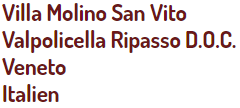 Villa Molino San Vito
Valpolicella Ripasso D.O.C.
Veneto
Italien